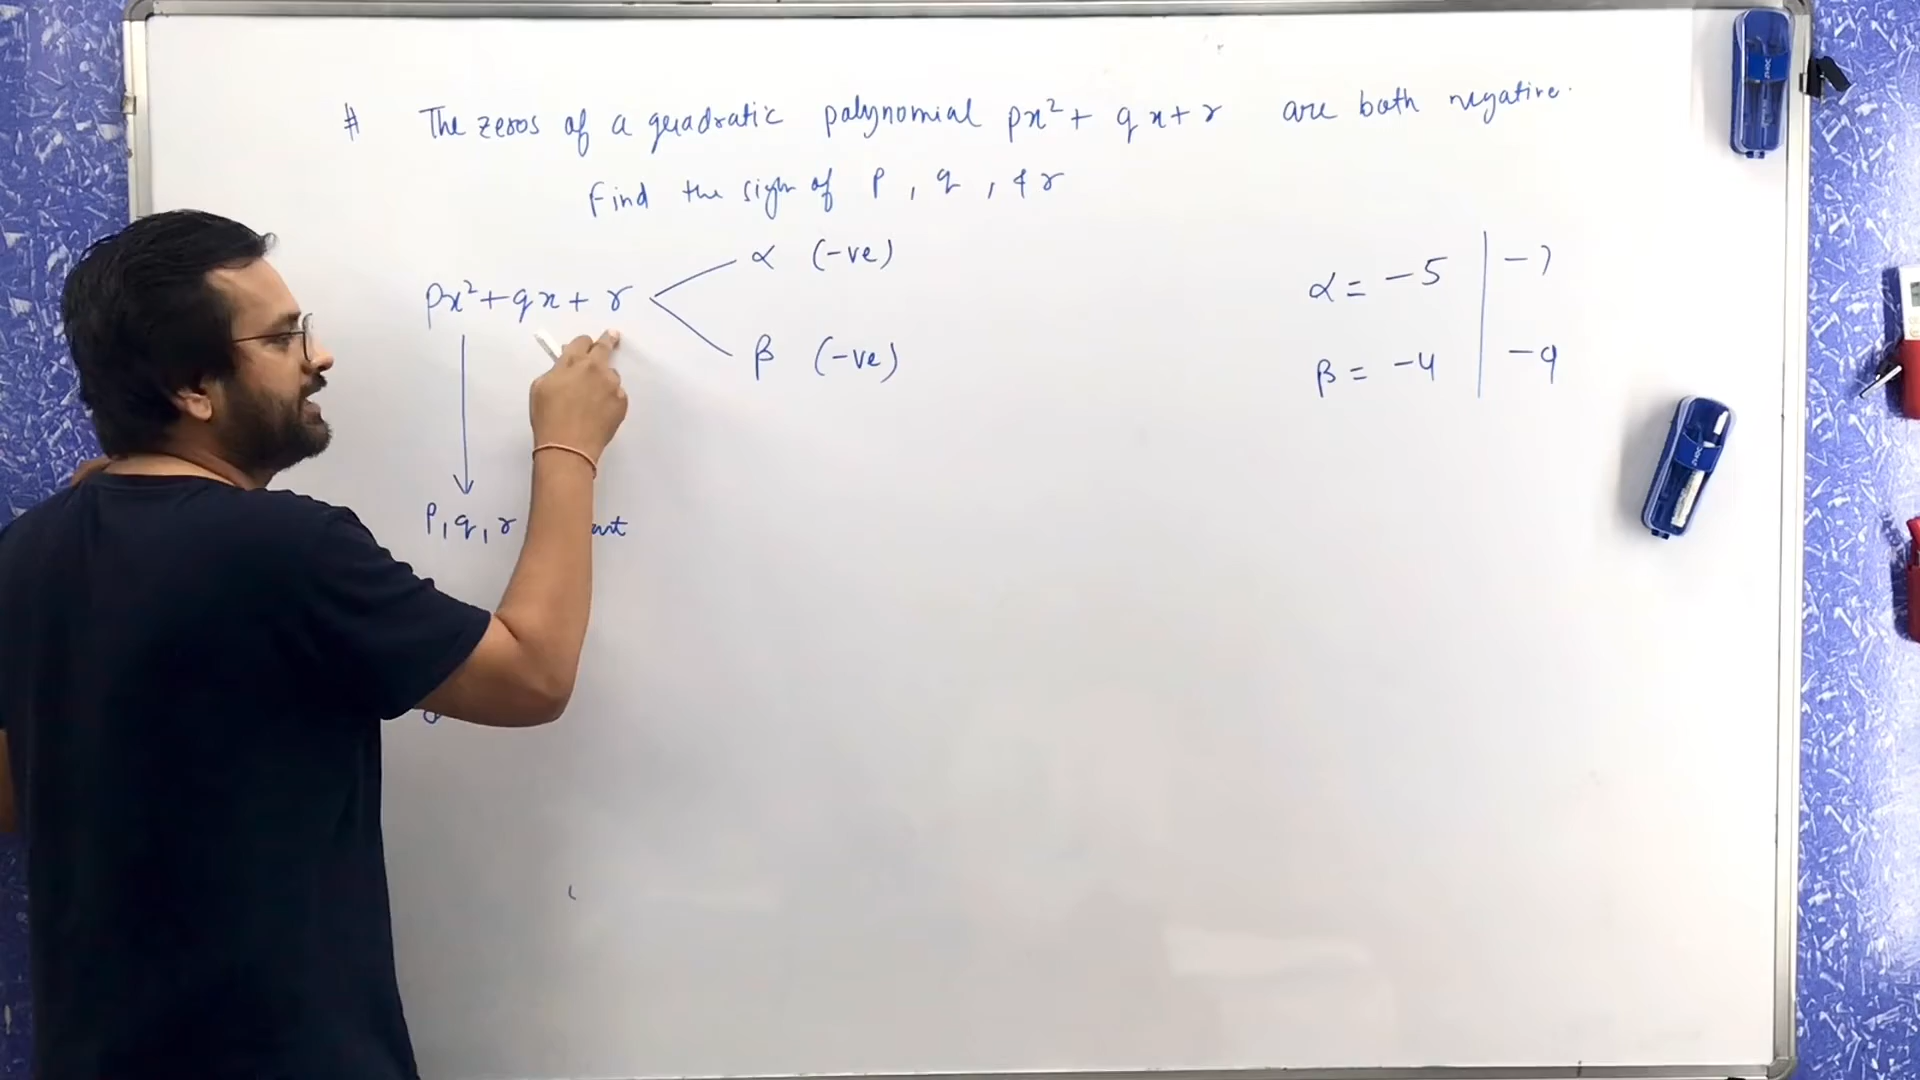 # The zeros of a quadratic polynomial px² + qx + r are both negative.
Find the sign of p, q, & r
px² + qx + r
α (-ve)
β (-ve)
α = -5 | -7
β = -4 | -9
p, q, r